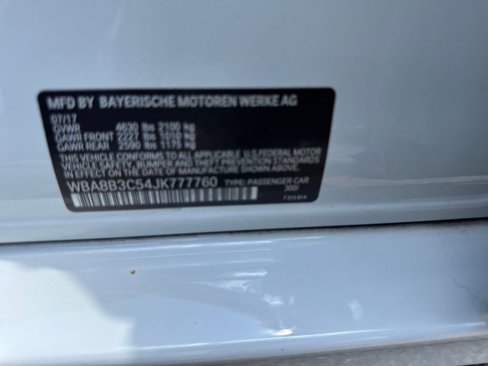 MFD BY BAYERISCHE MOTOREN WERKE AG
07/17
GVWR 4630 lbs 2100 kg
GAWR FRONT 2227 lbs 1010 kg
GAWR REAR 2590 lbs 1175 kg
THIS VEHICLE CONFORMS TO ALL APPLICABLE U.S. FEDERAL MOTOR
VEHICLE SAFETY, BUMPER AND THEFT PREVENTION STANDARDS
IN EFFECT ON THE DATE OF MANUFACTURE SHOWN ABOVE.
WBA8B3C54JK777760 TYPE: PASSENGER CAR